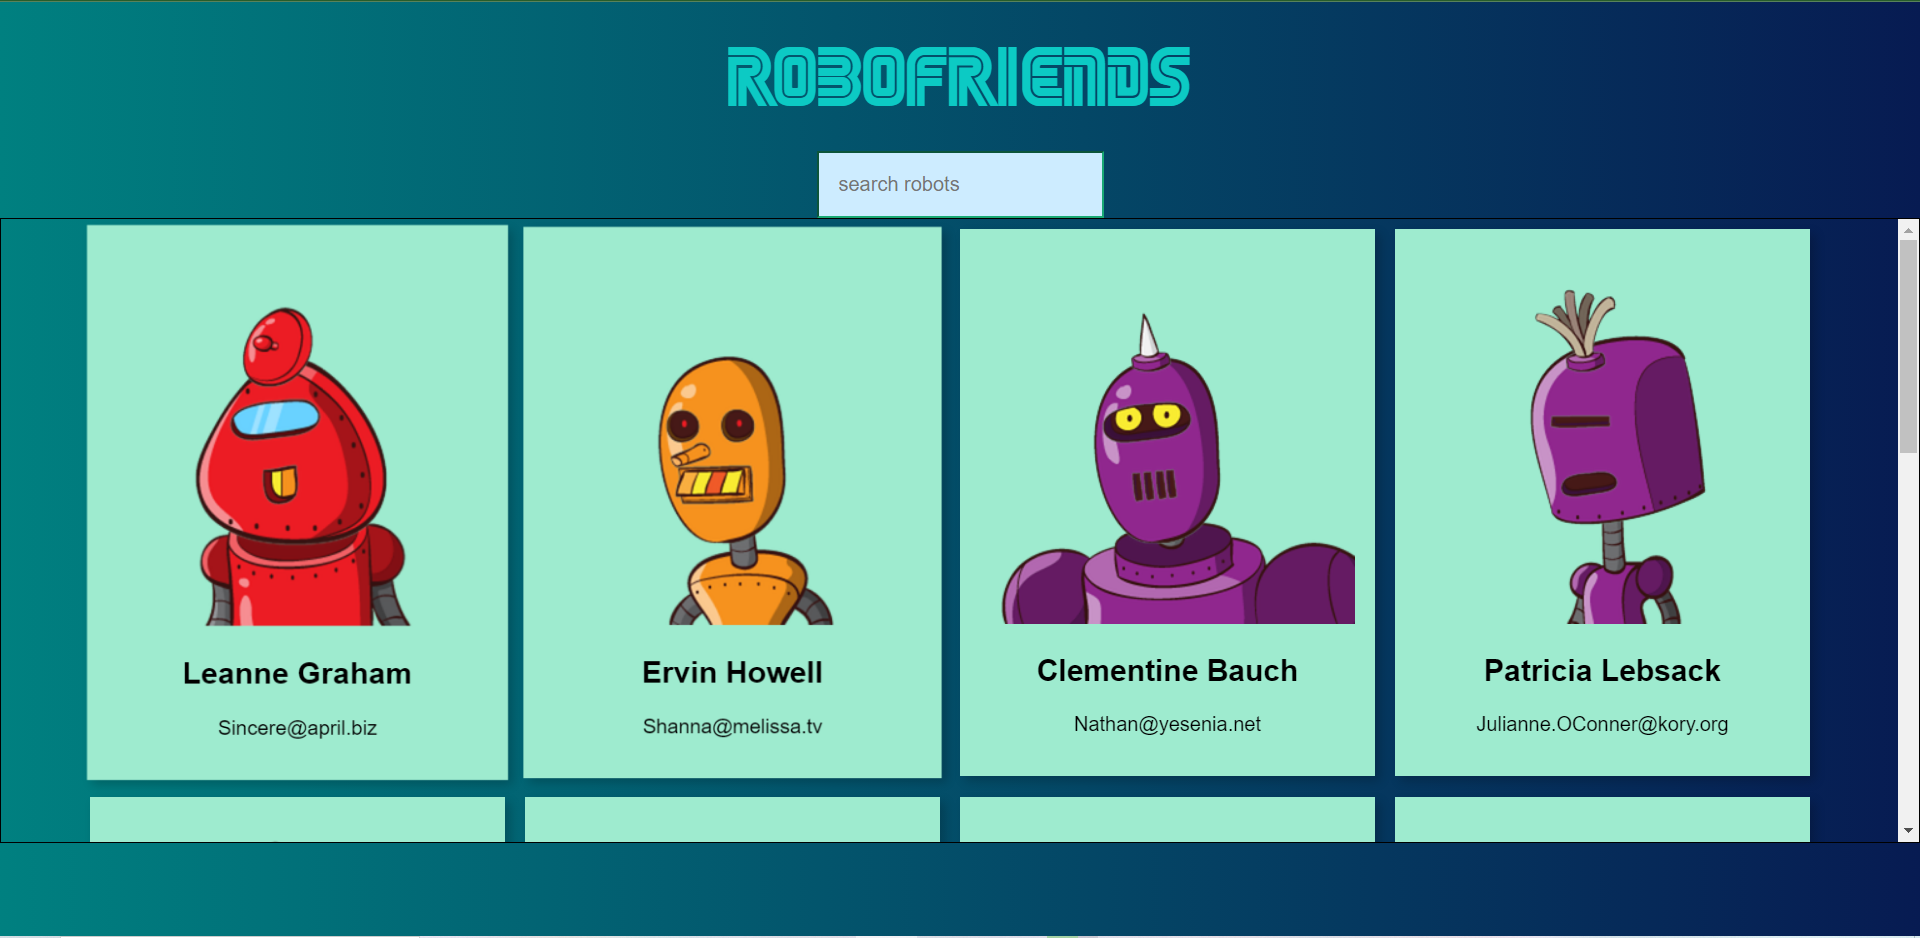 ROBOFRIENDS
search robots
Leanne Graham
Sincere@april.biz
Ervin Howell
Shanna@melissa.tv
Clementine Bauch
Nathan@yesenia.net
Patricia Lebsack
Julianne.OConner@kory.org